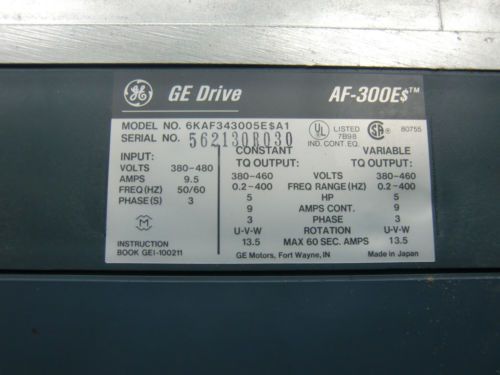 GE GE Drive AF-300E$™
MODEL NO. 6KAF343005E$A1
SERIAL NO. 562130R030
UL LISTED 7B98 IND. CONT. EQ.
SA 80755
INPUT:
VOLTS 380-480
AMPS 9.5
FREQ (HZ) 50/60
PHASE (S) 3
M
INSTRUCTION
BOOK GEI-100211
CONSTANT VARIABLE
TQ OUTPUT: TQ OUTPUT:
380-460 VOLTS 380-460
0.2-400 FREQ RANGE (HZ) 0.2-400
5 HP 5
9 AMPS CONT. 9
3 PHASE 3
U-V-W ROTATION U-V-W
13.5 MAX 60 SEC. AMPS 13.5
GE Motors, Fort Wayne, IN Made in Japan